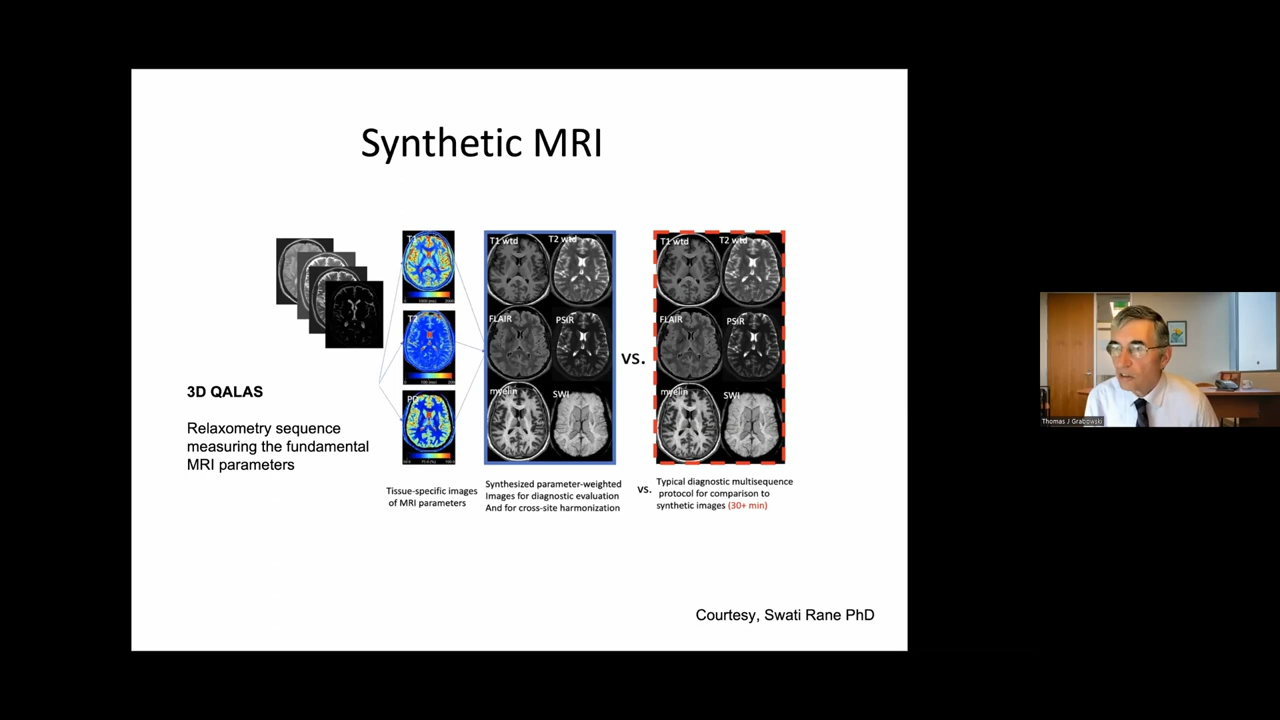 Synthetic MRI
T1
T2
PD
T1 wtd
T2 wtd
FLAIR
PSIR
myelin
SWI
vs.
T1 wtd
T2 wtd
FLAIR
PSIR
myelin
SWI
3D QALAS
Relaxometry sequence
measuring the fundamental
MRI parameters
Tissue-specific images
of MRI parameters
Synthesized parameter-weighted
Images for diagnostic evaluation
And for cross-site harmonization
vs.
Typical diagnostic multisequence
protocol for comparison to
synthetic images (30+ min)
Courtesy, Swati Rane PhD
Thomas J Grabowski